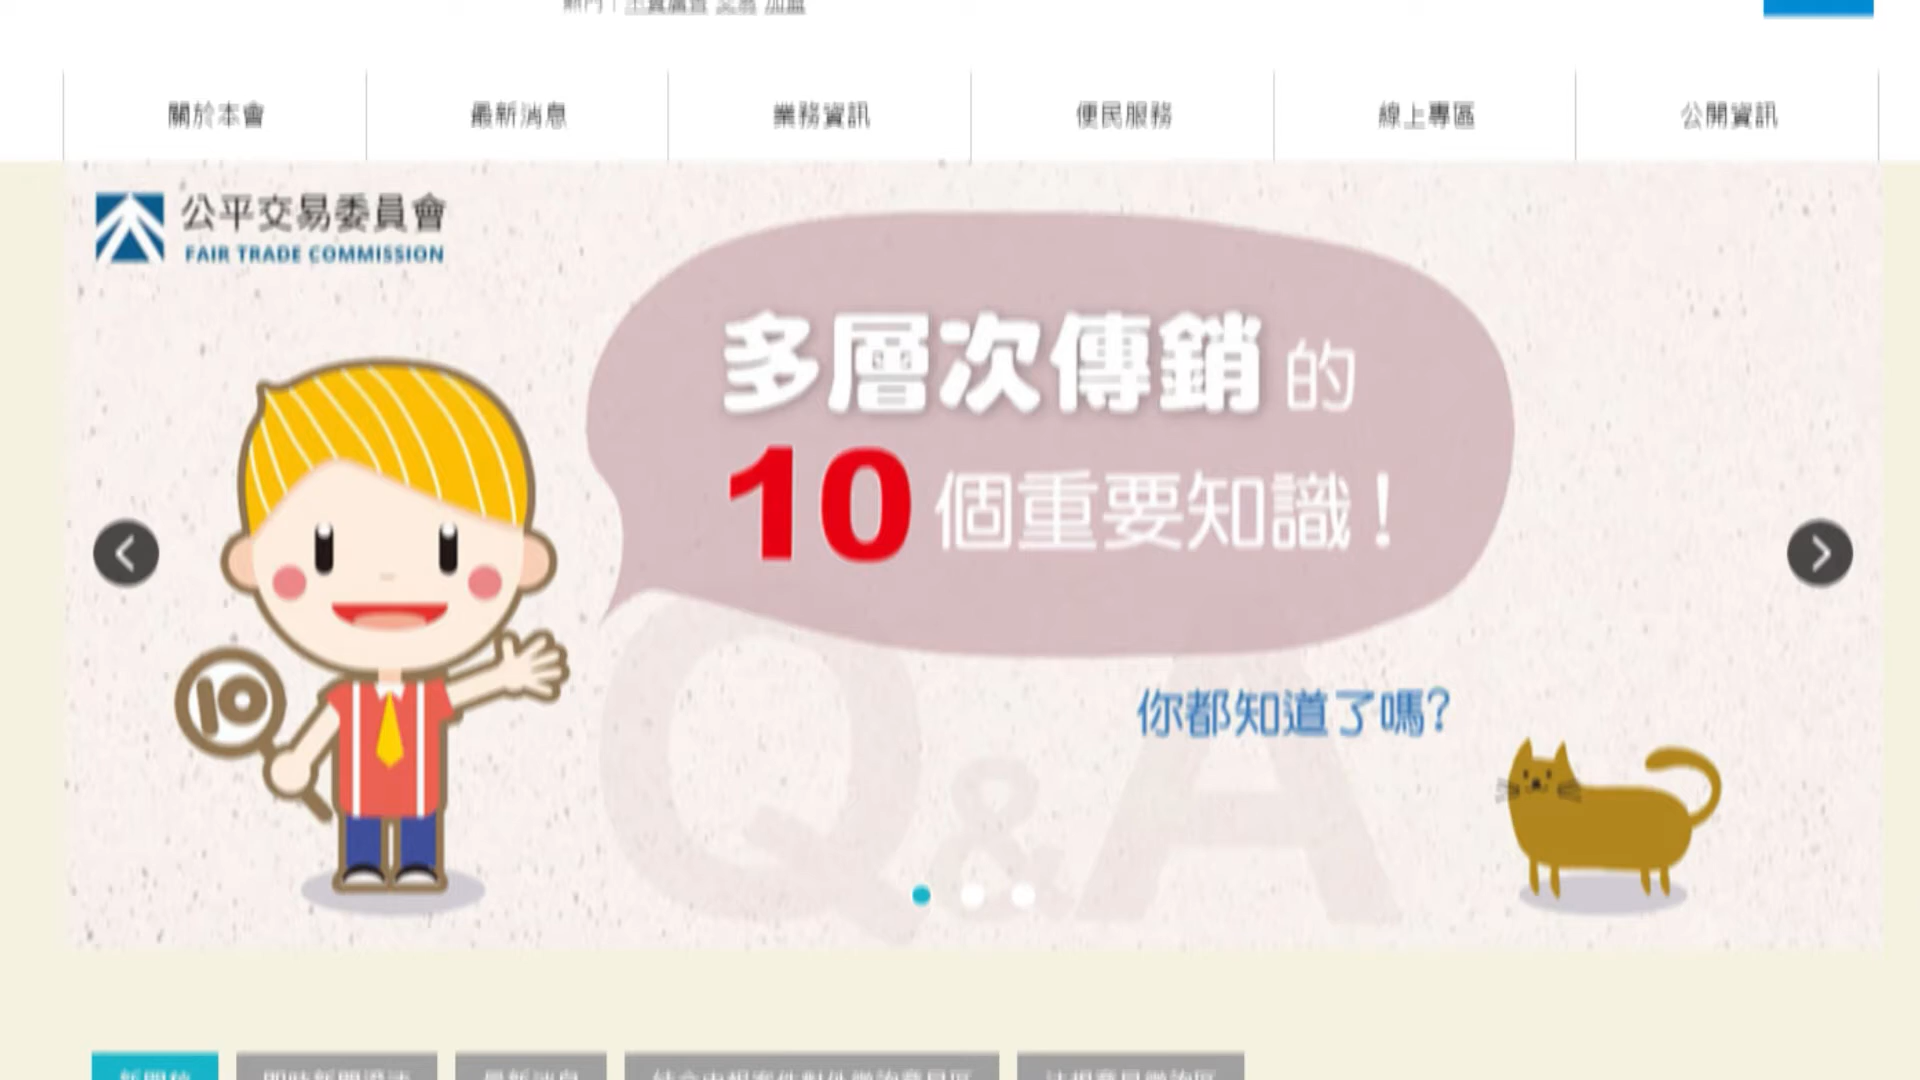 關於本會
最新消息
業務資訊
便民服務
線上專區
公開資訊
公平交易委員會
FAIR TRADE COMMISSION
多層次傳銷的
10個重要知識！
你都知道了嗎？
10
Q&A